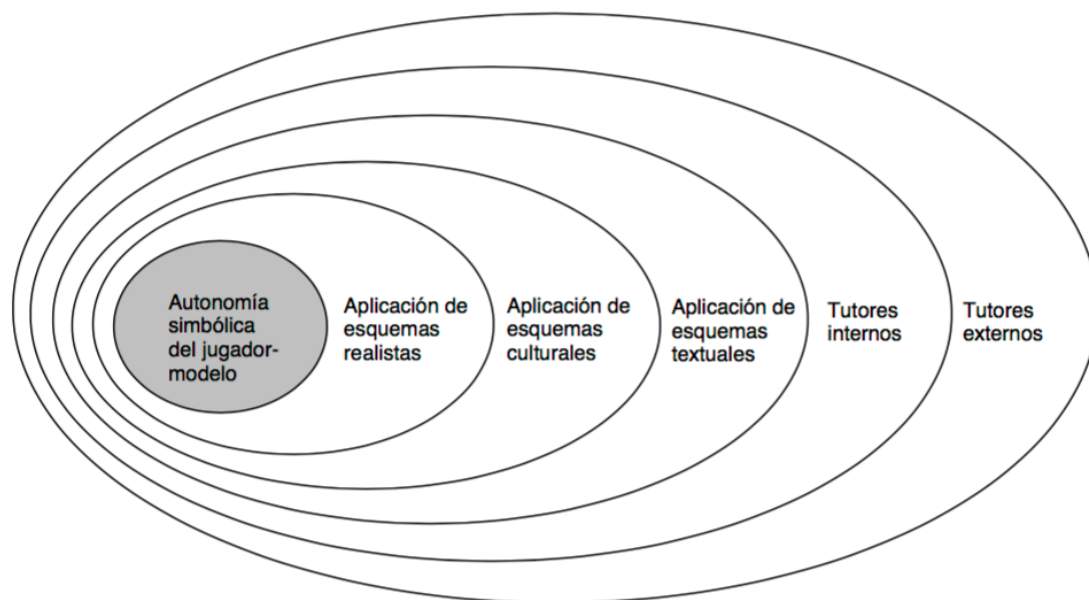 Autonomía
simbólica
del jugador-
modelo
Aplicación de
esquemas
realistas
Aplicación de
esquemas
culturales
Aplicación de
esquemas
textuales
Tutores
internos
Tutores
externos